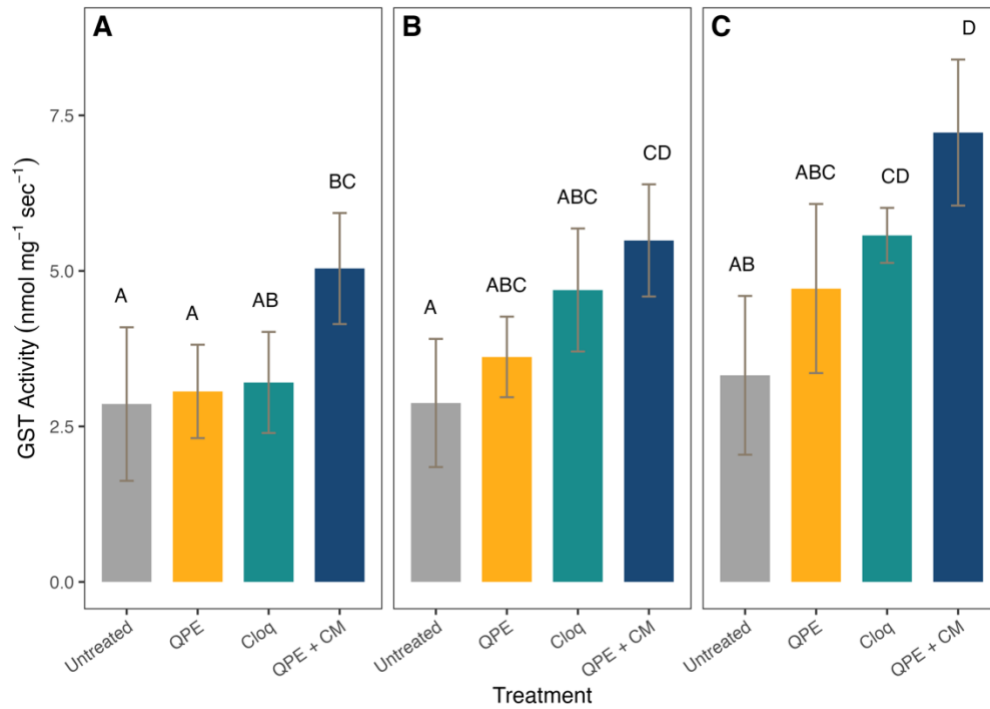 A
B
C
D
7.5
CD
ABC
BC
ABC
CD
5.0
AB
ABC
A
A
AB
A
2.5
0.0
GST Activity (nmol mg⁻¹ sec⁻¹)
Untreated
QPE
Cloq
QPE + CM
Untreated
QPE
Cloq
QPE + CM
Untreated
QPE
Cloq
QPE + CM
Treatment